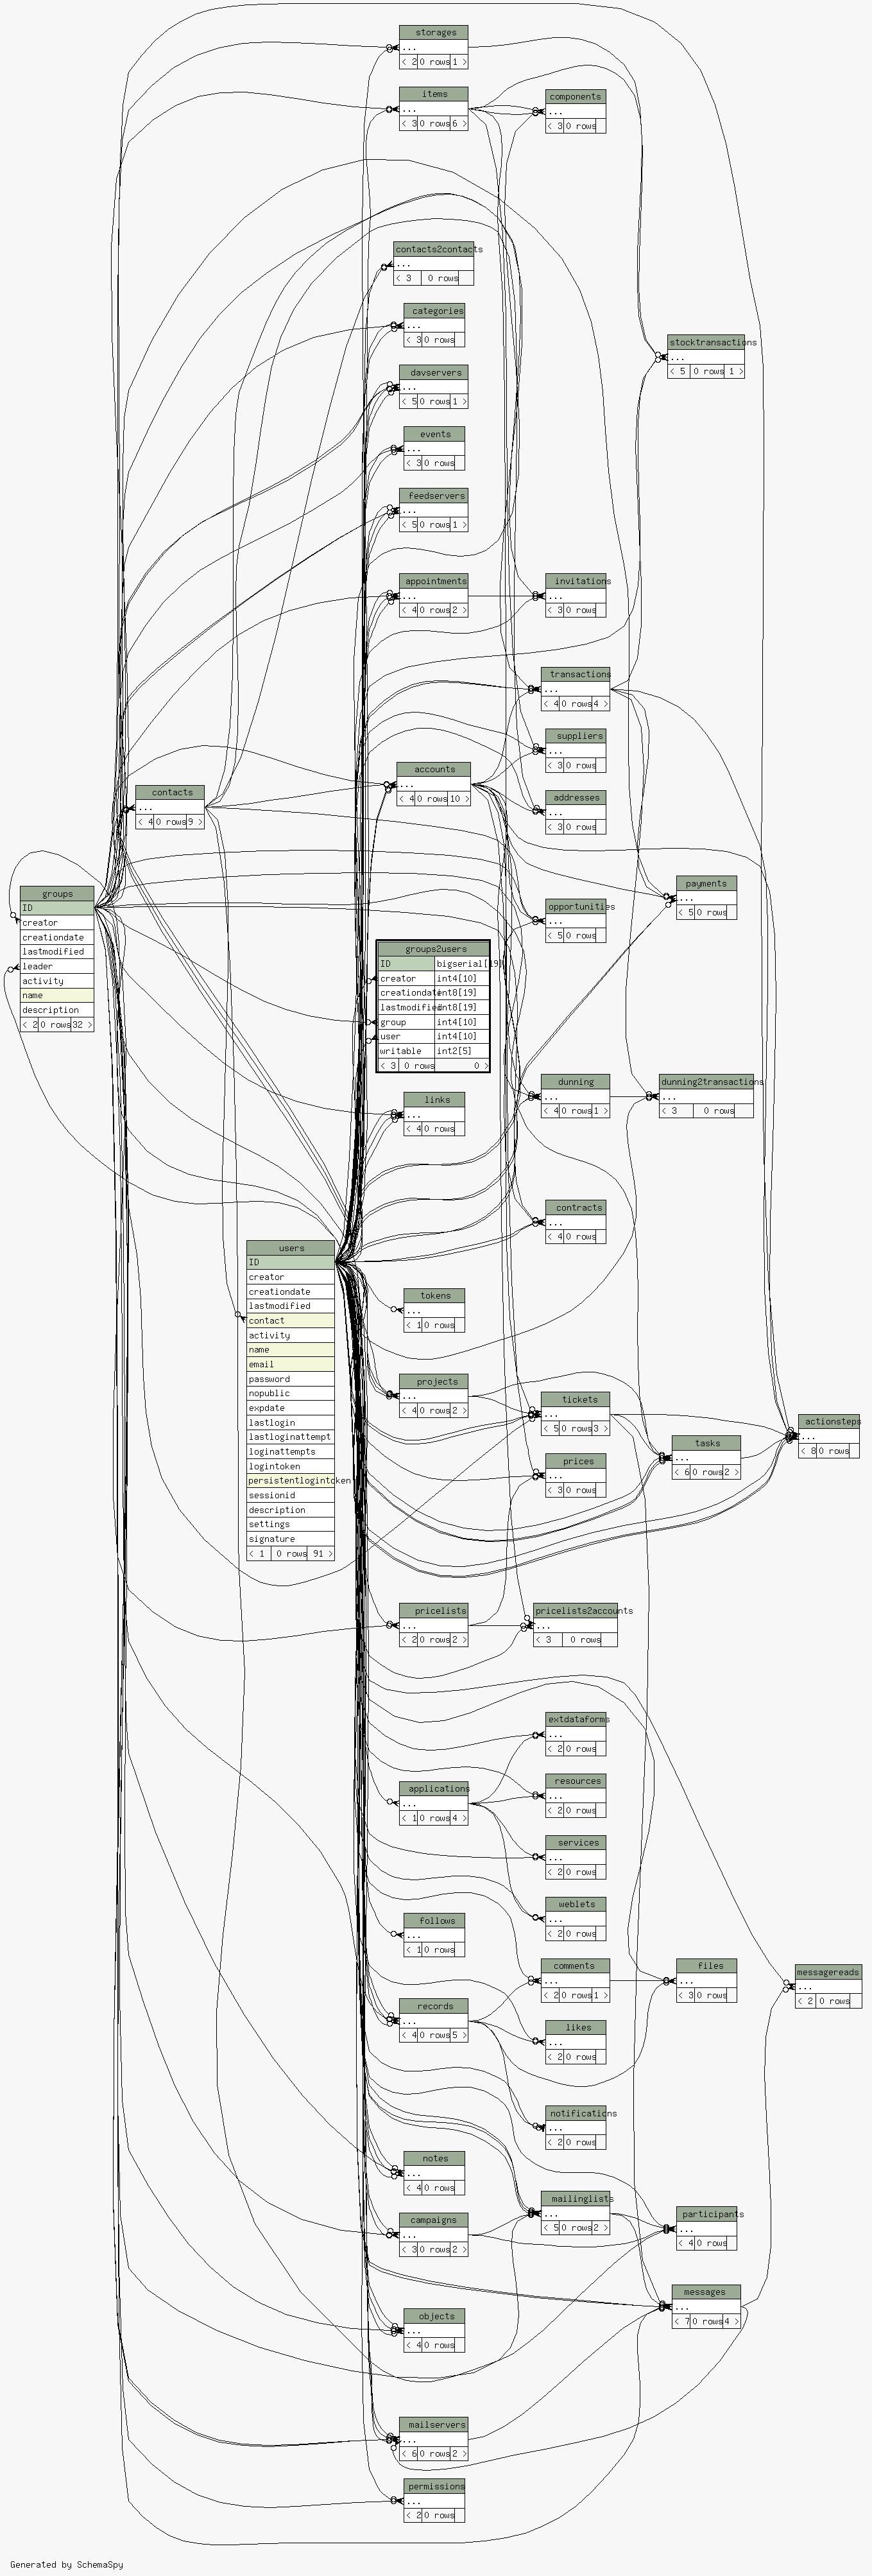 storages
...
< 2 0 rows 1 >
items
...
< 3 0 rows 6 >
components
...
< 3 0 rows
contacts2contacts
...
< 3 0 rows
categories
...
< 3 0 rows
stocktransactions
...
< 5 0 rows 1 >
davservers
...
< 5 0 rows 1 >
events
...
< 3 0 rows
feedservers
...
< 5 0 rows 1 >
appointments
...
< 4 0 rows 2 >
invitations
...
< 3 0 rows
transactions
...
< 4 0 rows 4 >
suppliers
...
< 3 0 rows
accounts
...
< 4 0 rows 10 >
contacts
...
< 4 0 rows 9 >
addresses
...
< 3 0 rows
payments
...
< 5 0 rows
groups
ID
creator
creationdate
lastmodified
leader
activity
name
description
< 2 0 rows 32 >
opportunities
...
< 5 0 rows
groups2users
ID bigserial[19]
creator int4[10]
creationdate int8[19]
lastmodified int8[19]
group int4[10]
user int4[10]
writable int2[5]
< 3 0 rows 0 >
dunning
...
< 4 0 rows 1 >
dunning2transactions
...
< 3 0 rows
links
...
< 4 0 rows
contracts
...
< 4 0 rows
users
ID
creator
creationdate
lastmodified
contact
activity
name
email
password
nopublic
expdate
lastlogin
lastloginattempt
loginattempts
logintoken
persistentlogintoken
sessionid
description
settings
signature
< 1 0 rows 91 >
tokens
...
< 1 0 rows
projects
...
< 4 0 rows 2 >
tickets
...
< 5 0 rows 3 >
actionsteps
...
< 8 0 rows
tasks
...
< 6 0 rows 2 >
prices
...
< 3 0 rows
pricelists
...
< 2 0 rows 2 >
pricelists2accounts
...
< 3 0 rows
extdataforms
...
< 2 0 rows
resources
...
< 2 0 rows
applications
...
< 1 0 rows 4 >
services
...
< 2 0 rows
weblets
...
< 2 0 rows
follows
...
< 1 0 rows
comments
...
< 2 0 rows 1 >
files
...
< 3 0 rows
messagereads
...
< 2 0 rows
records
...
< 4 0 rows 5 >
likes
...
< 2 0 rows
notifications
...
< 2 0 rows
notes
...
< 4 0 rows
mailinglists
...
< 5 0 rows 2 >
participants
...
< 4 0 rows
campaigns
...
< 3 0 rows 2 >
messages
...
< 7 0 rows 4 >
objects
...
< 4 0 rows
mailservers
...
< 6 0 rows 2 >
permissions
...
< 2 0 rows
Generated by SchemaSpy